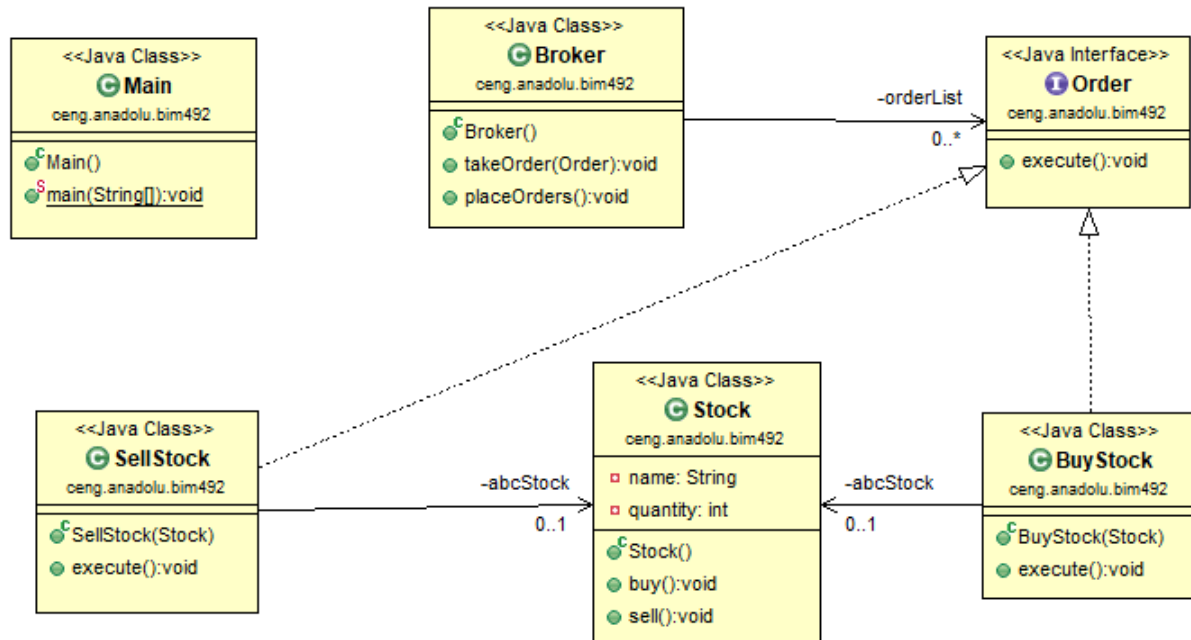 <<Java Class>>
C Main
ceng.anadolu.bim492
C Main()
S main(String[]):void
<<Java Class>>
C Broker
ceng.anadolu.bim492
C Broker()
takeOrder(Order):void
placeOrders():void
-orderList
0..*
<<Java Interface>>
I Order
ceng.anadolu.bim492
execute():void
<<Java Class>>
C SellStock
ceng.anadolu.bim492
C SellStock(Stock)
execute():void
-abcStock
0..1
<<Java Class>>
C Stock
ceng.anadolu.bim492
name: String
quantity: int
C Stock()
buy():void
sell():void
-abcStock
0..1
<<Java Class>>
C BuyStock
ceng.anadolu.bim492
C BuyStock(Stock)
execute():void